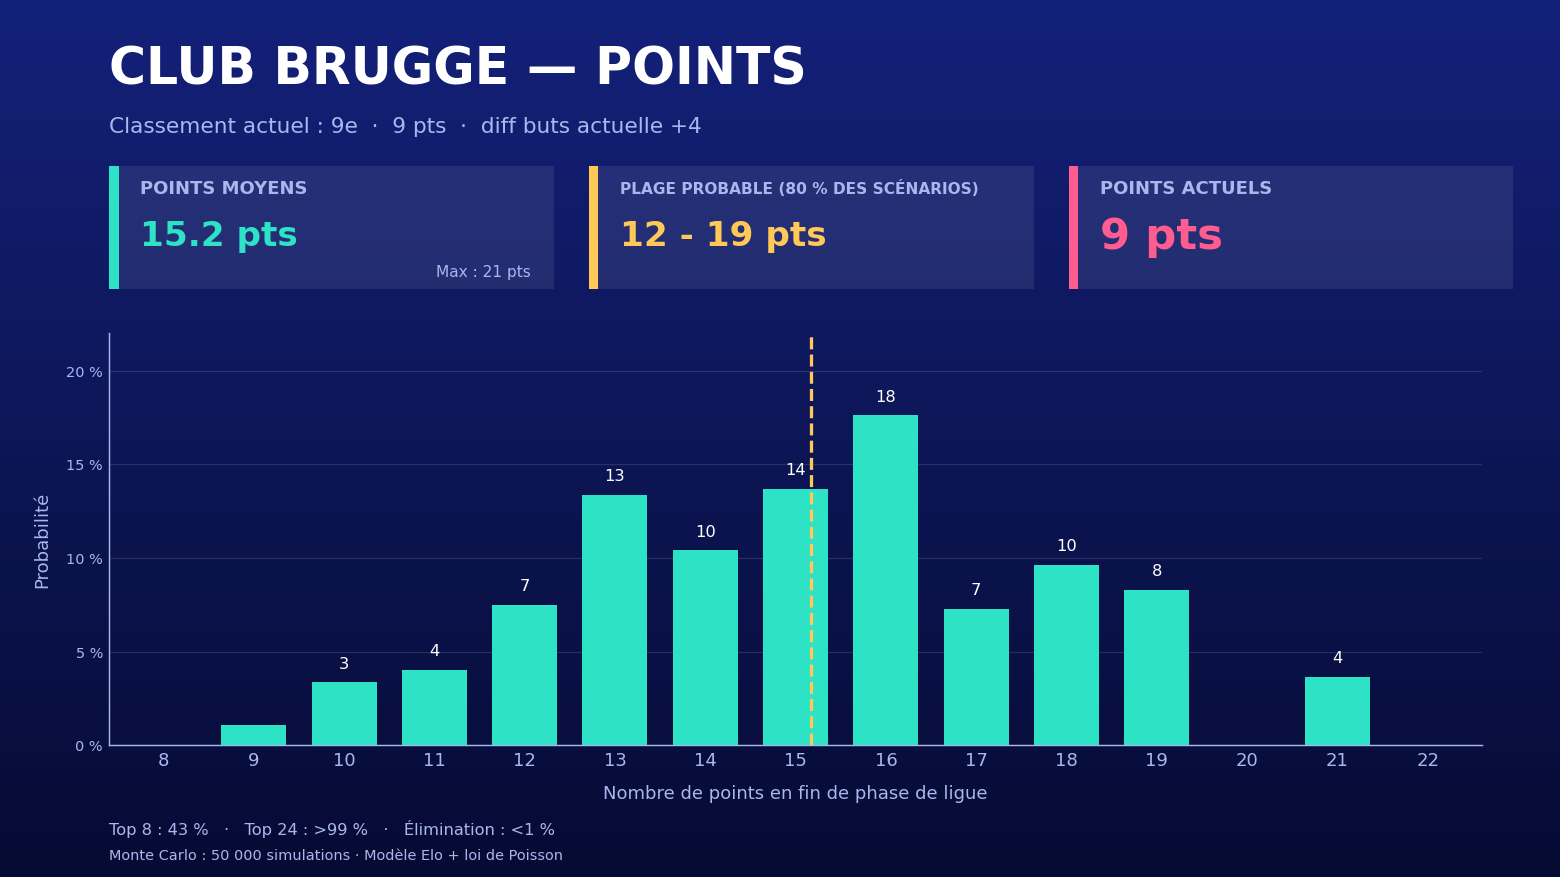 CLUB BRUGGE — POINTS
Classement actuel : 9e · 9 pts · diff buts actuelle +4
POINTS MOYENS
15.2 pts
Max : 21 pts
PLAGE PROBABLE (80 % DES SCÉNARIOS)
12 - 19 pts
POINTS ACTUELS
9 pts
Probabilité
20 %
15 %
10 %
5 %
0 %
3
4
7
13
10
14
18
7
10
8
4
8 9 10 11 12 13 14 15 16 17 18 19 20 21 22
Nombre de points en fin de phase de ligue
Top 8 : 43 % · Top 24 : >99 % · Élimination : <1 %
Monte Carlo : 50 000 simulations · Modèle Elo + loi de Poisson